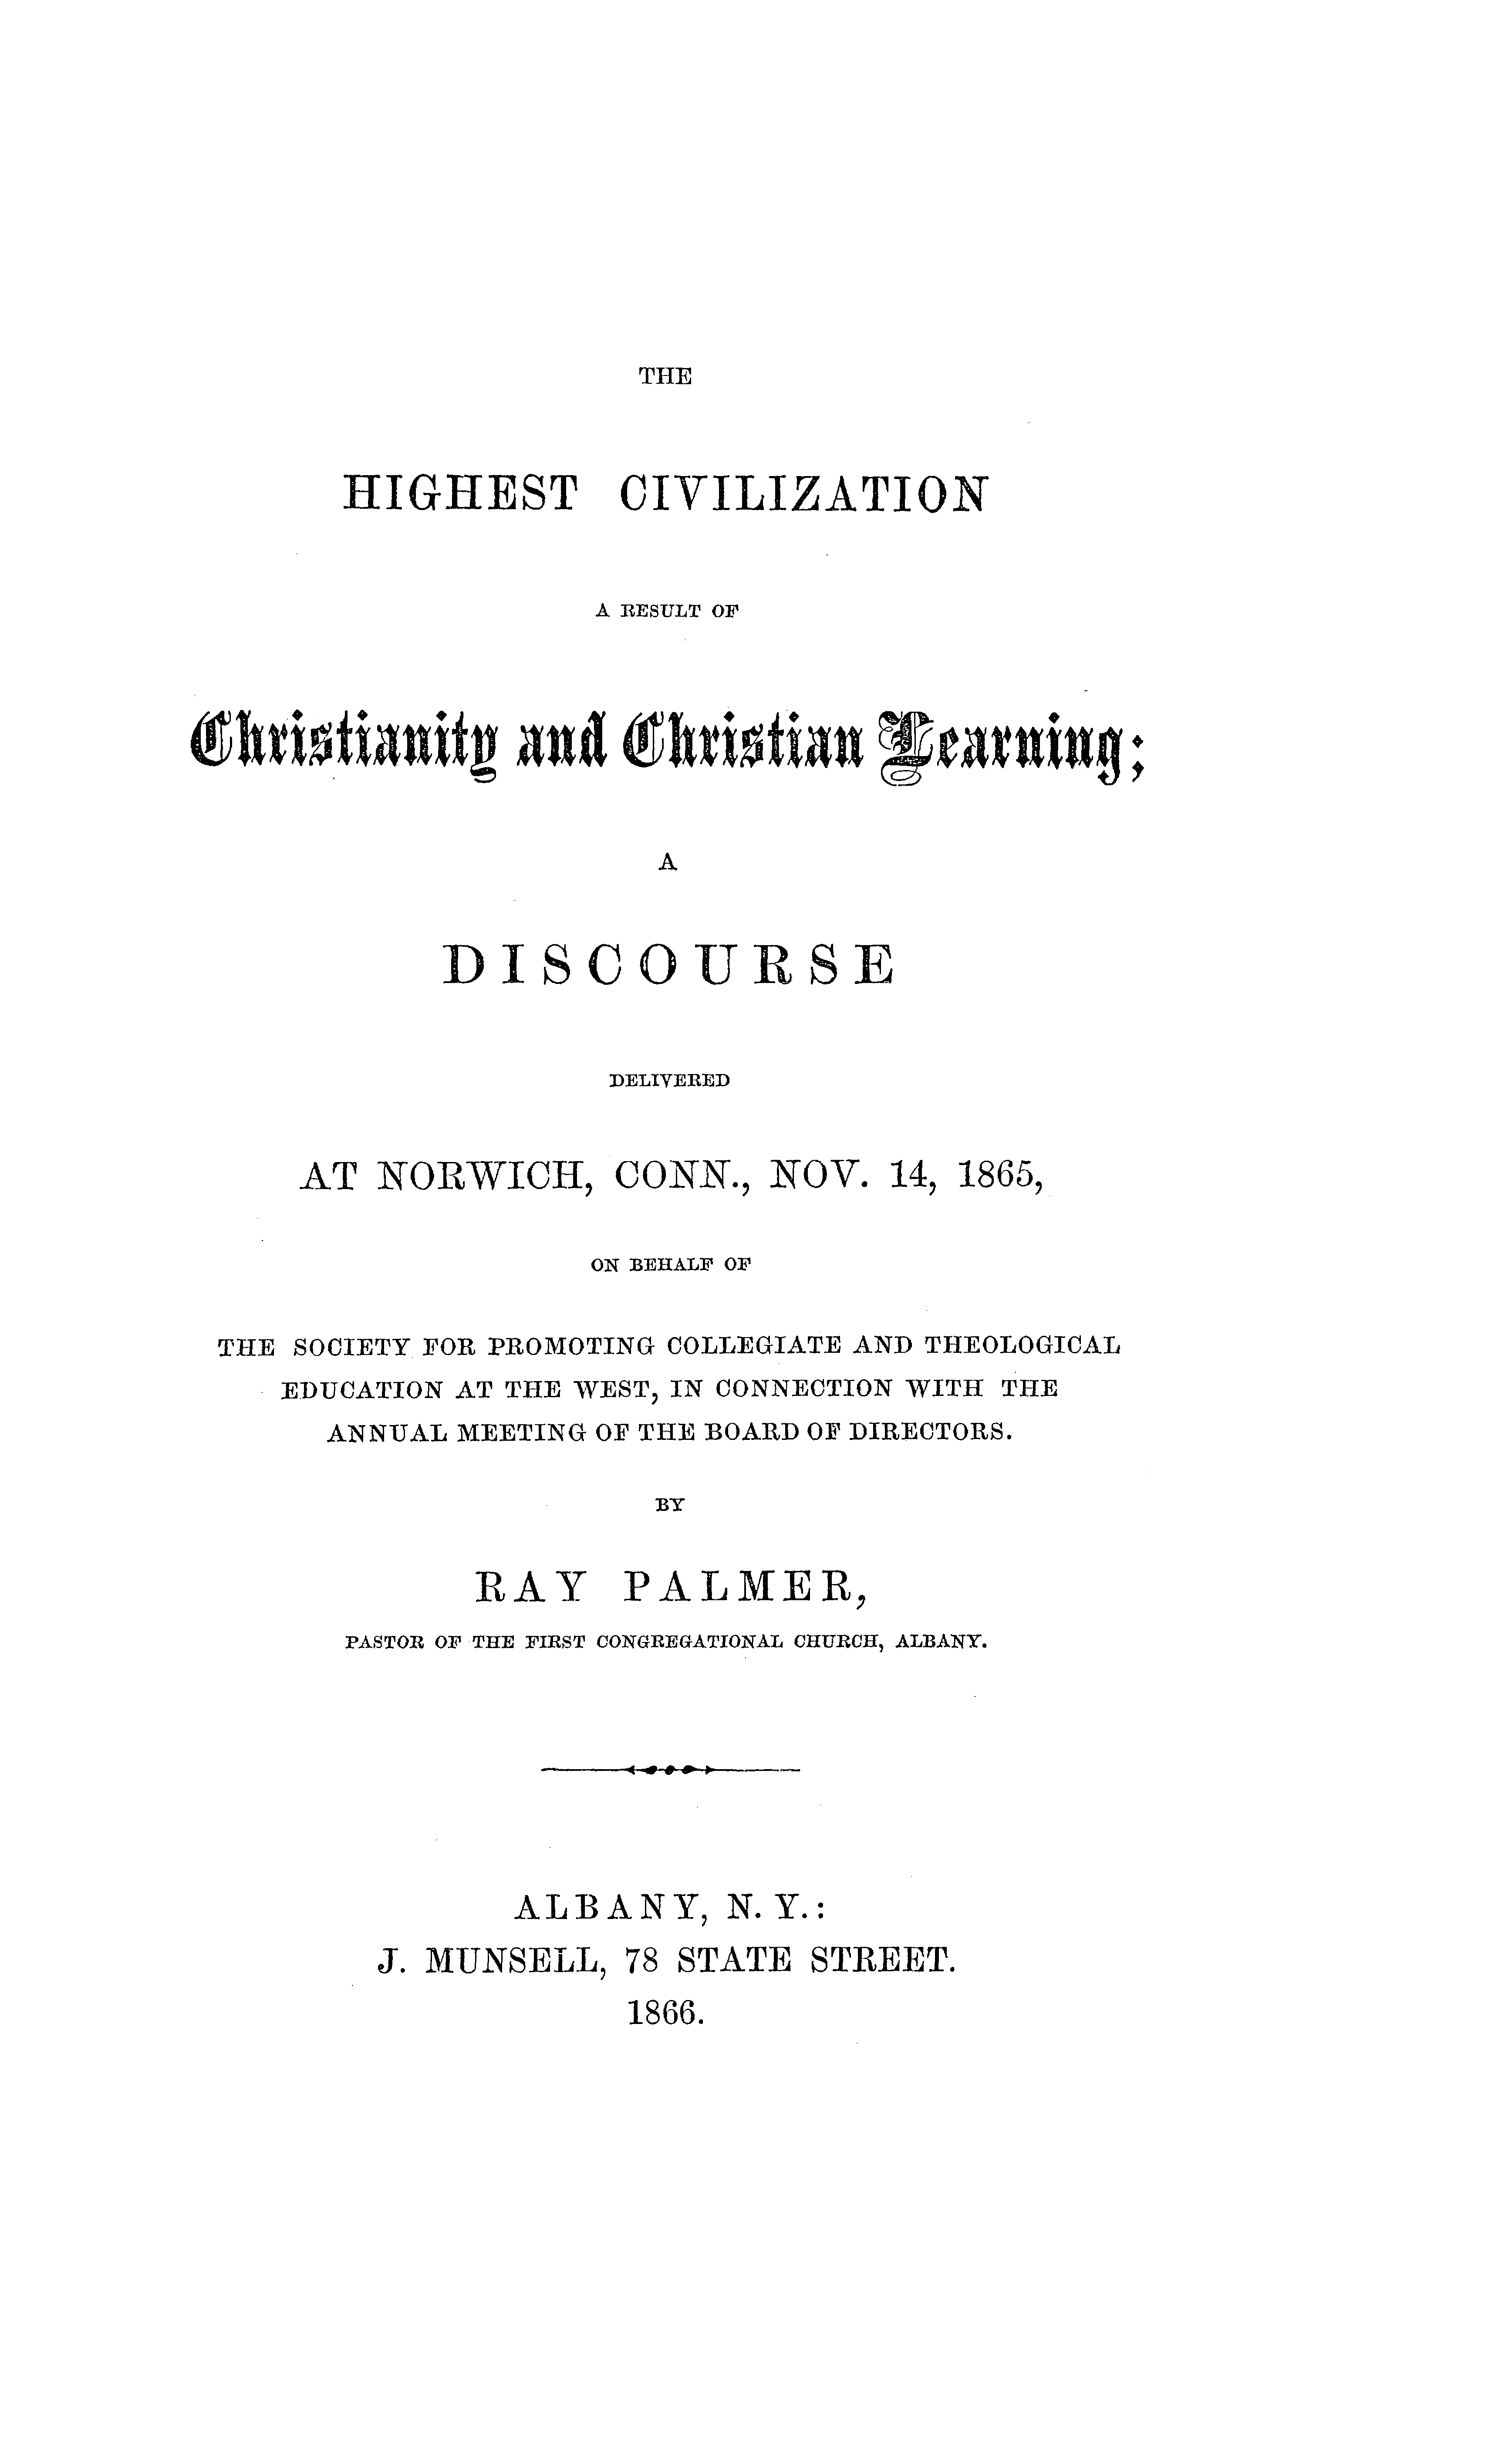 THE
HIGHEST CIVILIZATION
A RESULT OF
Christianity and Christian Learning;
A
DISCOURSE
DELIVERED
AT NORWICH, CONN., NOV. 14, 1865,
ON BEHALF OF
THE SOCIETY FOR PROMOTING COLLEGIATE AND THEOLOGICAL
EDUCATION AT THE WEST, IN CONNECTION WITH THE
ANNUAL MEETING OF THE BOARD OF DIRECTORS.
BY
RAY PALMER,
PASTOR OF THE FIRST CONGREGATIONAL CHURCH, ALBANY.
ALBANY, N. Y.:
J. MUNSELL, 78 STATE STREET.
1866.